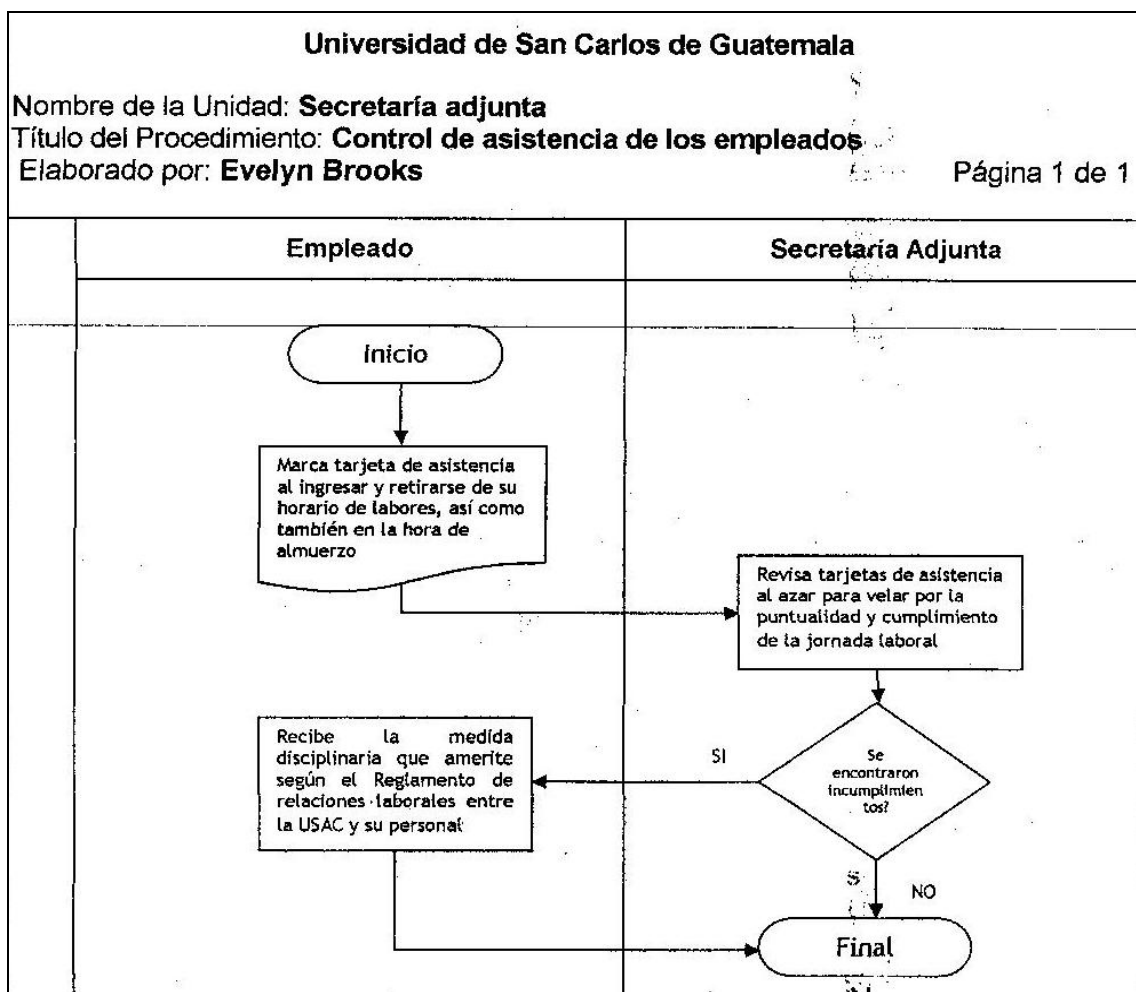 Universidad de San Carlos de Guatemala
Nombre de la Unidad: Secretaría adjunta
Título del Procedimiento: Control de asistencia de los empleados
Elaborado por: Evelyn Brooks
Página 1 de 1
Empleado
Secretaría Adjunta
Inicio
Marca tarjeta de asistencia
al ingresar y retirarse de su
horario de labores, así como
también en la hora de
almuerzo
Revisa tarjetas de asistencia
al azar para velar por la
puntualidad y cumplimiento
de la jornada laboral
Se
encontraron
incumplimien
tos?
SI
Recibe la medida
disciplinaria que amerite
según el Reglamento de
relaciones laborales entre
la USAC y su personal
NO
Final